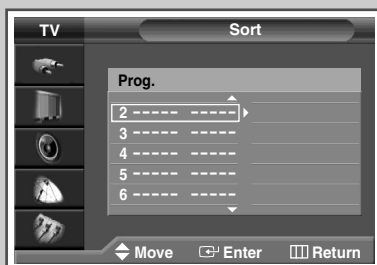 TV Sort
Prog.
2 ----- -----
3 ----- -----
4 ----- -----
5 ----- -----
6 ----- -----
Move Enter Return